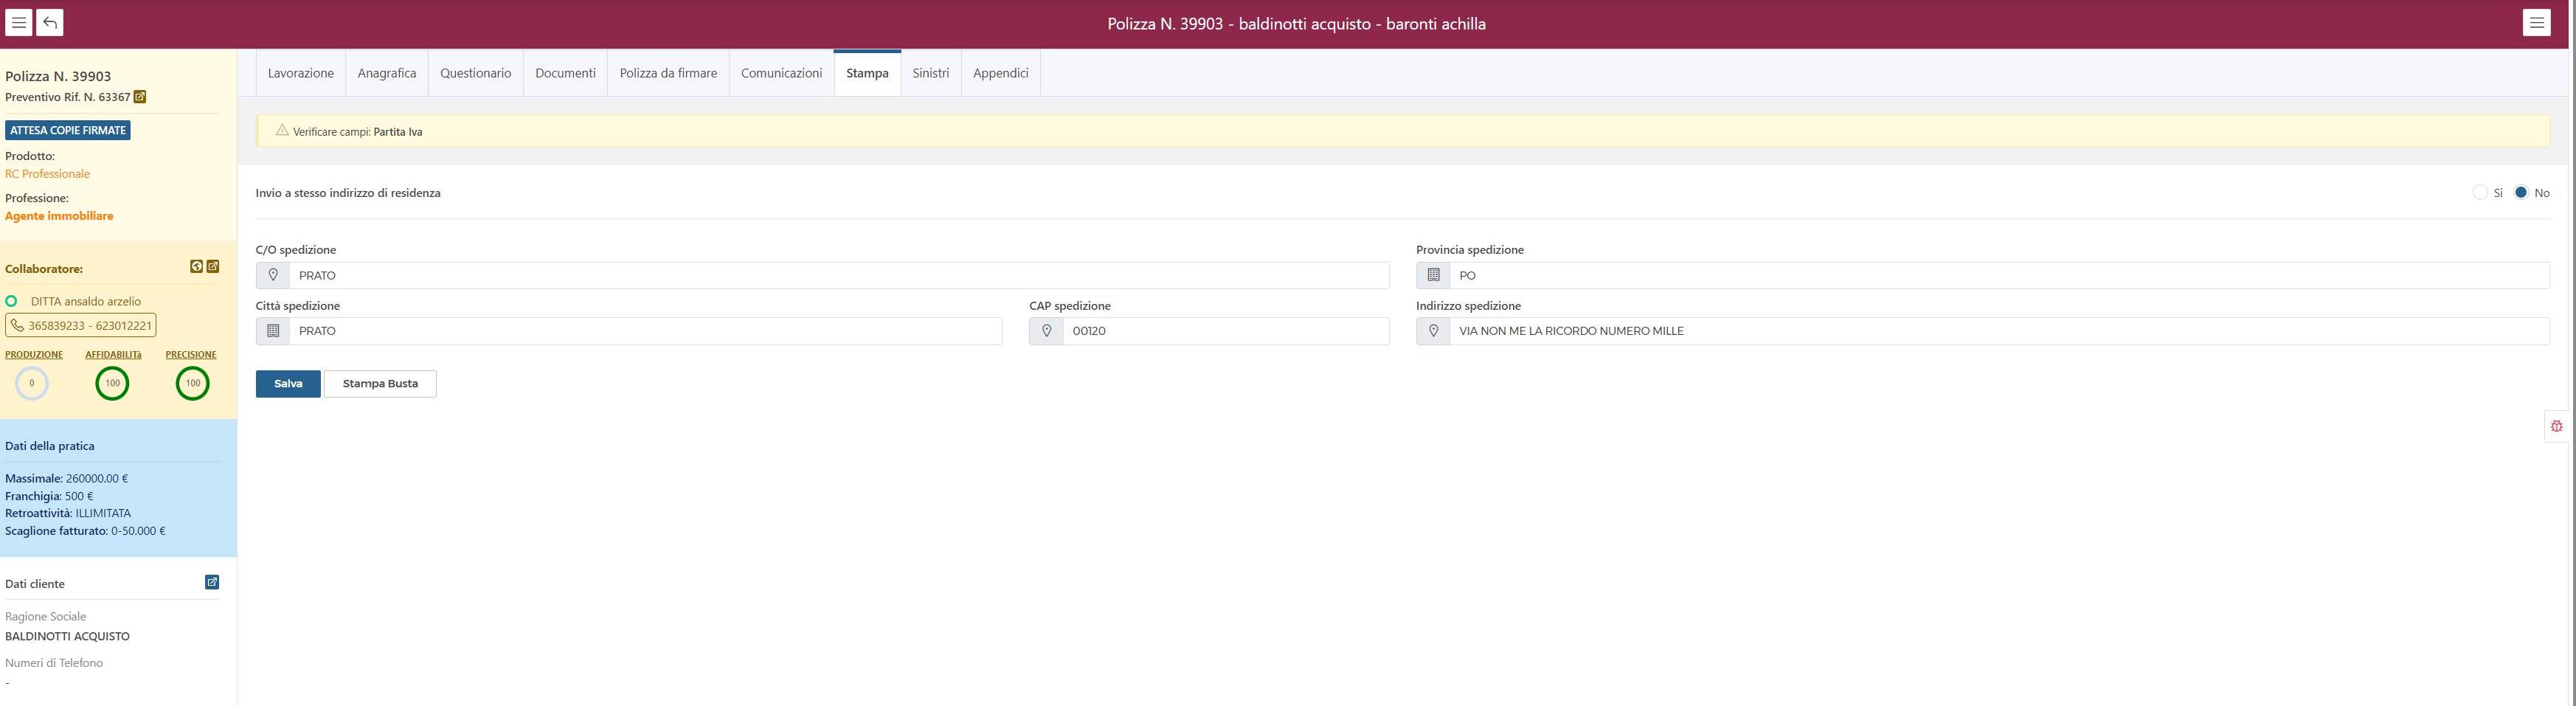 Polizza N. 39903 - baldinotti acquisto - baronti achilla
Polizza N. 39903
Preventivo Rif. N. 63367
ATTESA COPIE FIRMATE
Prodotto:
RC Professionale
Professione:
Agente immobiliare
Collaboratore:
DITTA ansaldo arzelio
365839233 - 623012221
PRODUZIONE AFFIDABILITà PRECISIONE
0 100 100
Dati della pratica
Massimale: 260000.00 €
Franchigia: 500 €
Retroattività: ILLIMITATA
Scaglione fatturato: 0-50.000 €
Dati cliente
Ragione Sociale
BALDINOTTI ACQUISTO
Numeri di Telefono
-
Lavorazione Anagrafica Questionario Documenti Polizza da firmare Comunicazioni Stampa Sinistri Appendici
Verificare campi: Partita Iva
Invio a stesso indirizzo di residenza Si No
C/O spedizione Provincia spedizione
PRATO PO
Città spedizione CAP spedizione Indirizzo spedizione
PRATO 00120 VIA NON ME LA RICORDO NUMERO MILLE
Salva Stampa Busta